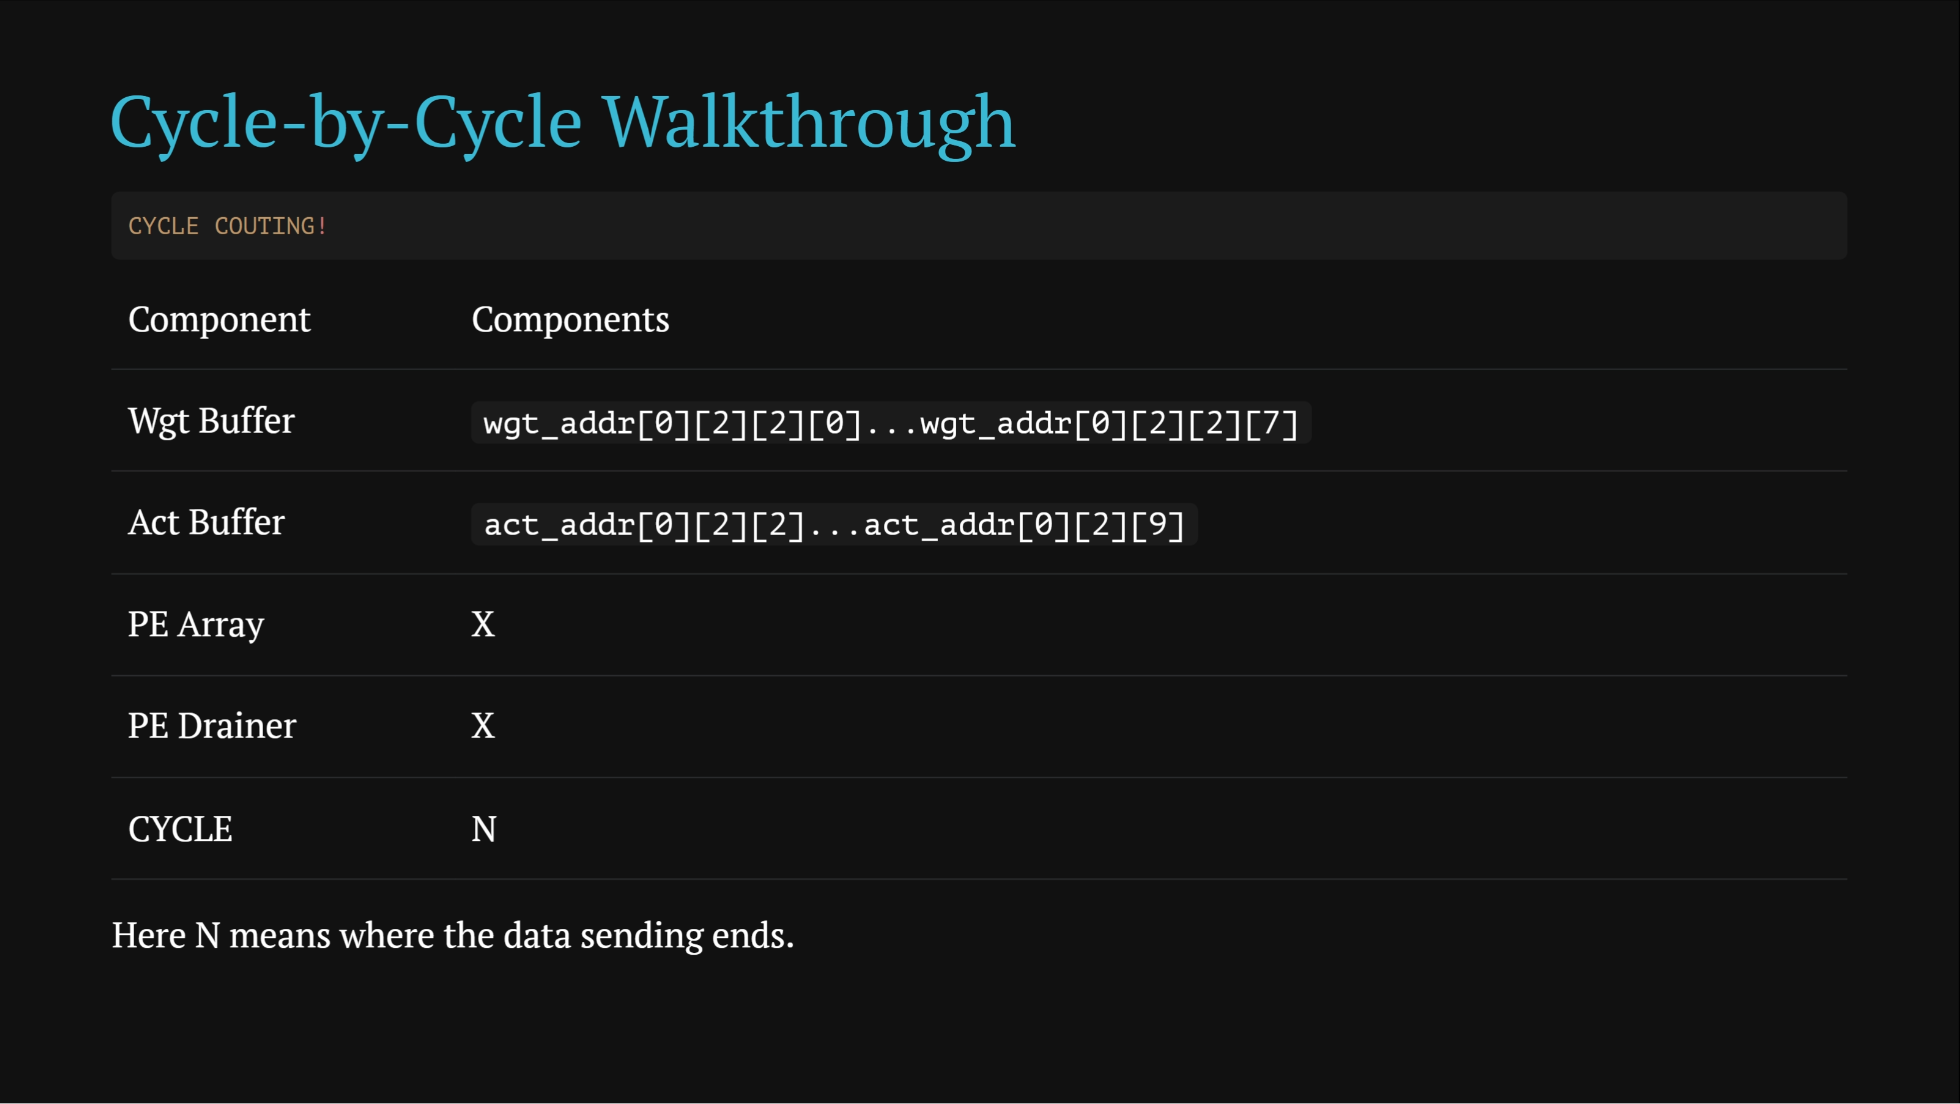 Cycle-by-Cycle Walkthrough
CYCLE COUTING!
Component Components
Wgt Buffer wgt_addr[0][2][2][0]...wgt_addr[0][2][2][7]
Act Buffer act_addr[0][2][2]...act_addr[0][2][9]
PE Array X
PE Drainer X
CYCLE N
Here N means where the data sending ends.